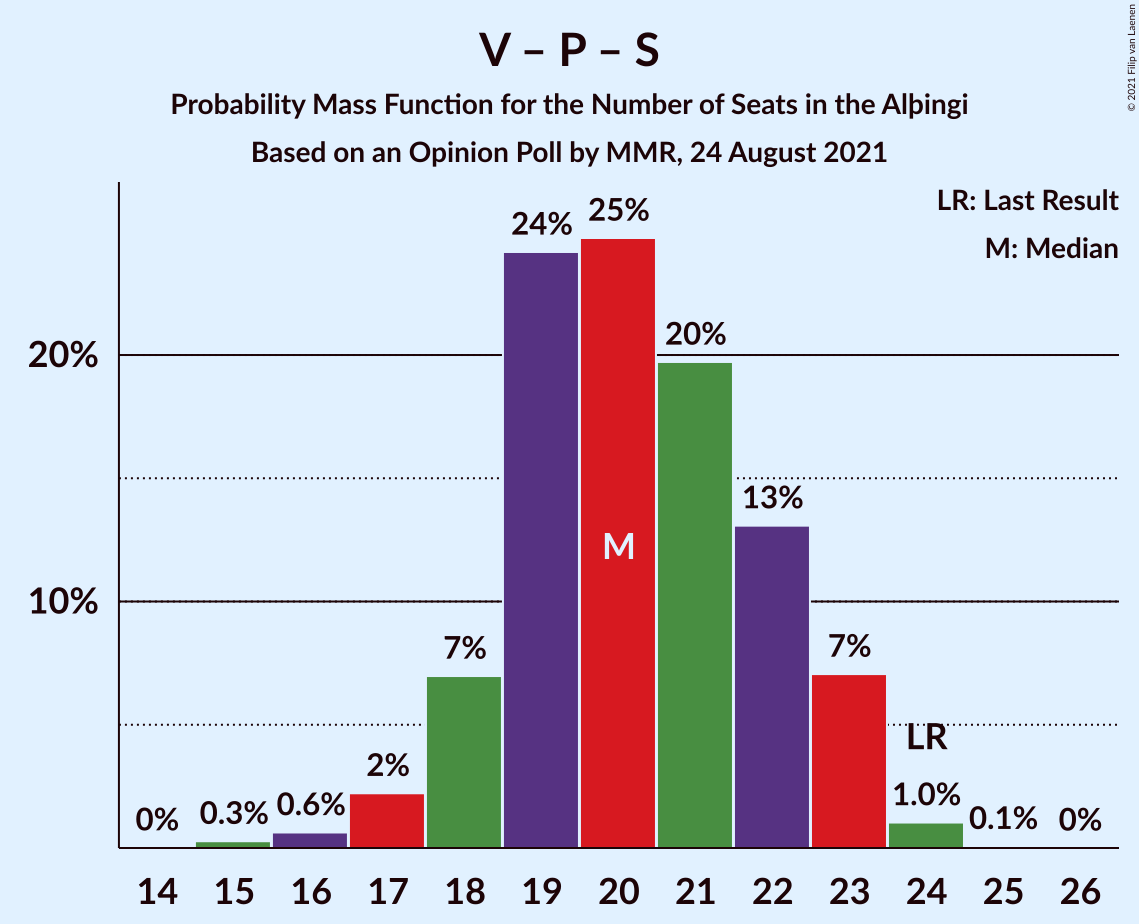 V – P – S
Probability Mass Function for the Number of Seats in the Alþingi
Based on an Opinion Poll by MMR, 24 August 2021
© 2021 Filip van Laenen
LR: Last Result
M: Median
20%
10%
0%
0.3%
0.6%
2%
7%
24%
25%
20%
13%
7%
1.0%
0.1%
0%
M
LR
14 15 16 17 18 19 20 21 22 23 24 25 26